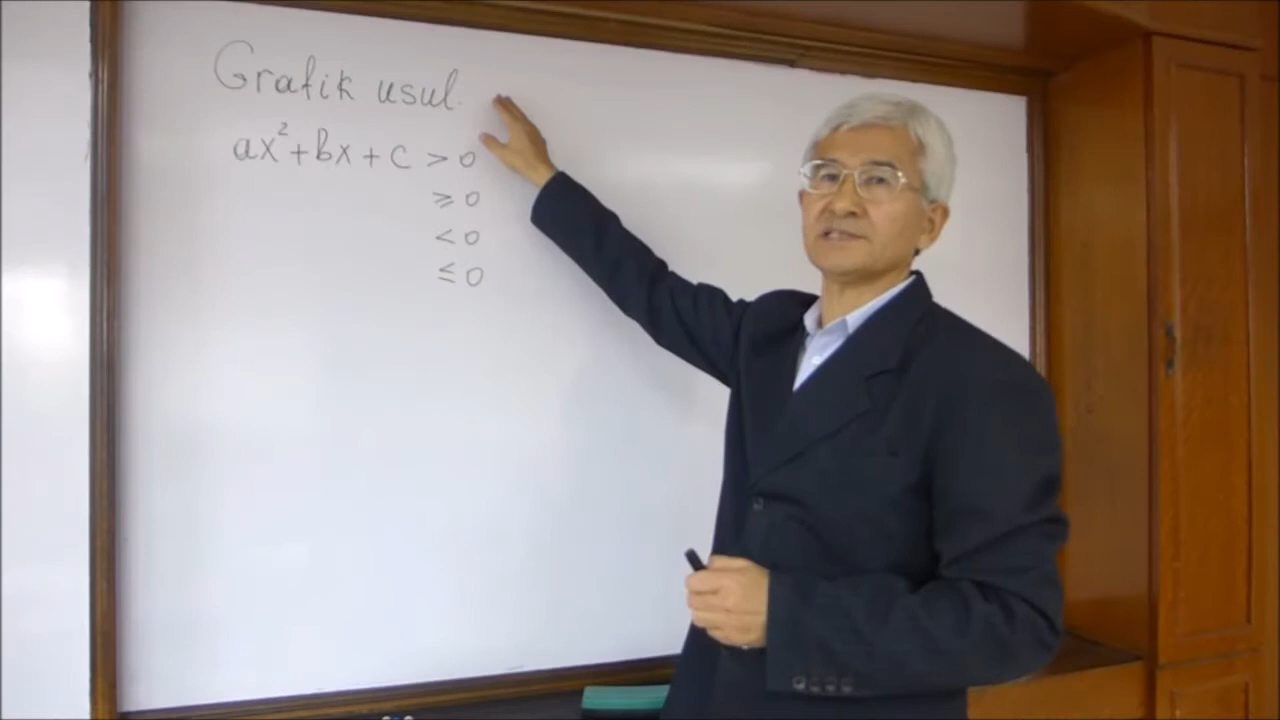 Grafik usul.
ax²+bx+c > 0
≥ 0
< 0
≤ 0